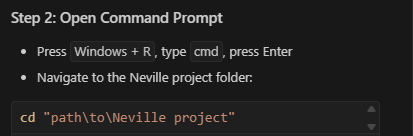 Step 2: Open Command Prompt
• Press Windows + R, type cmd, press Enter
• Navigate to the Neville project folder:
cd "path\to\Neville project"